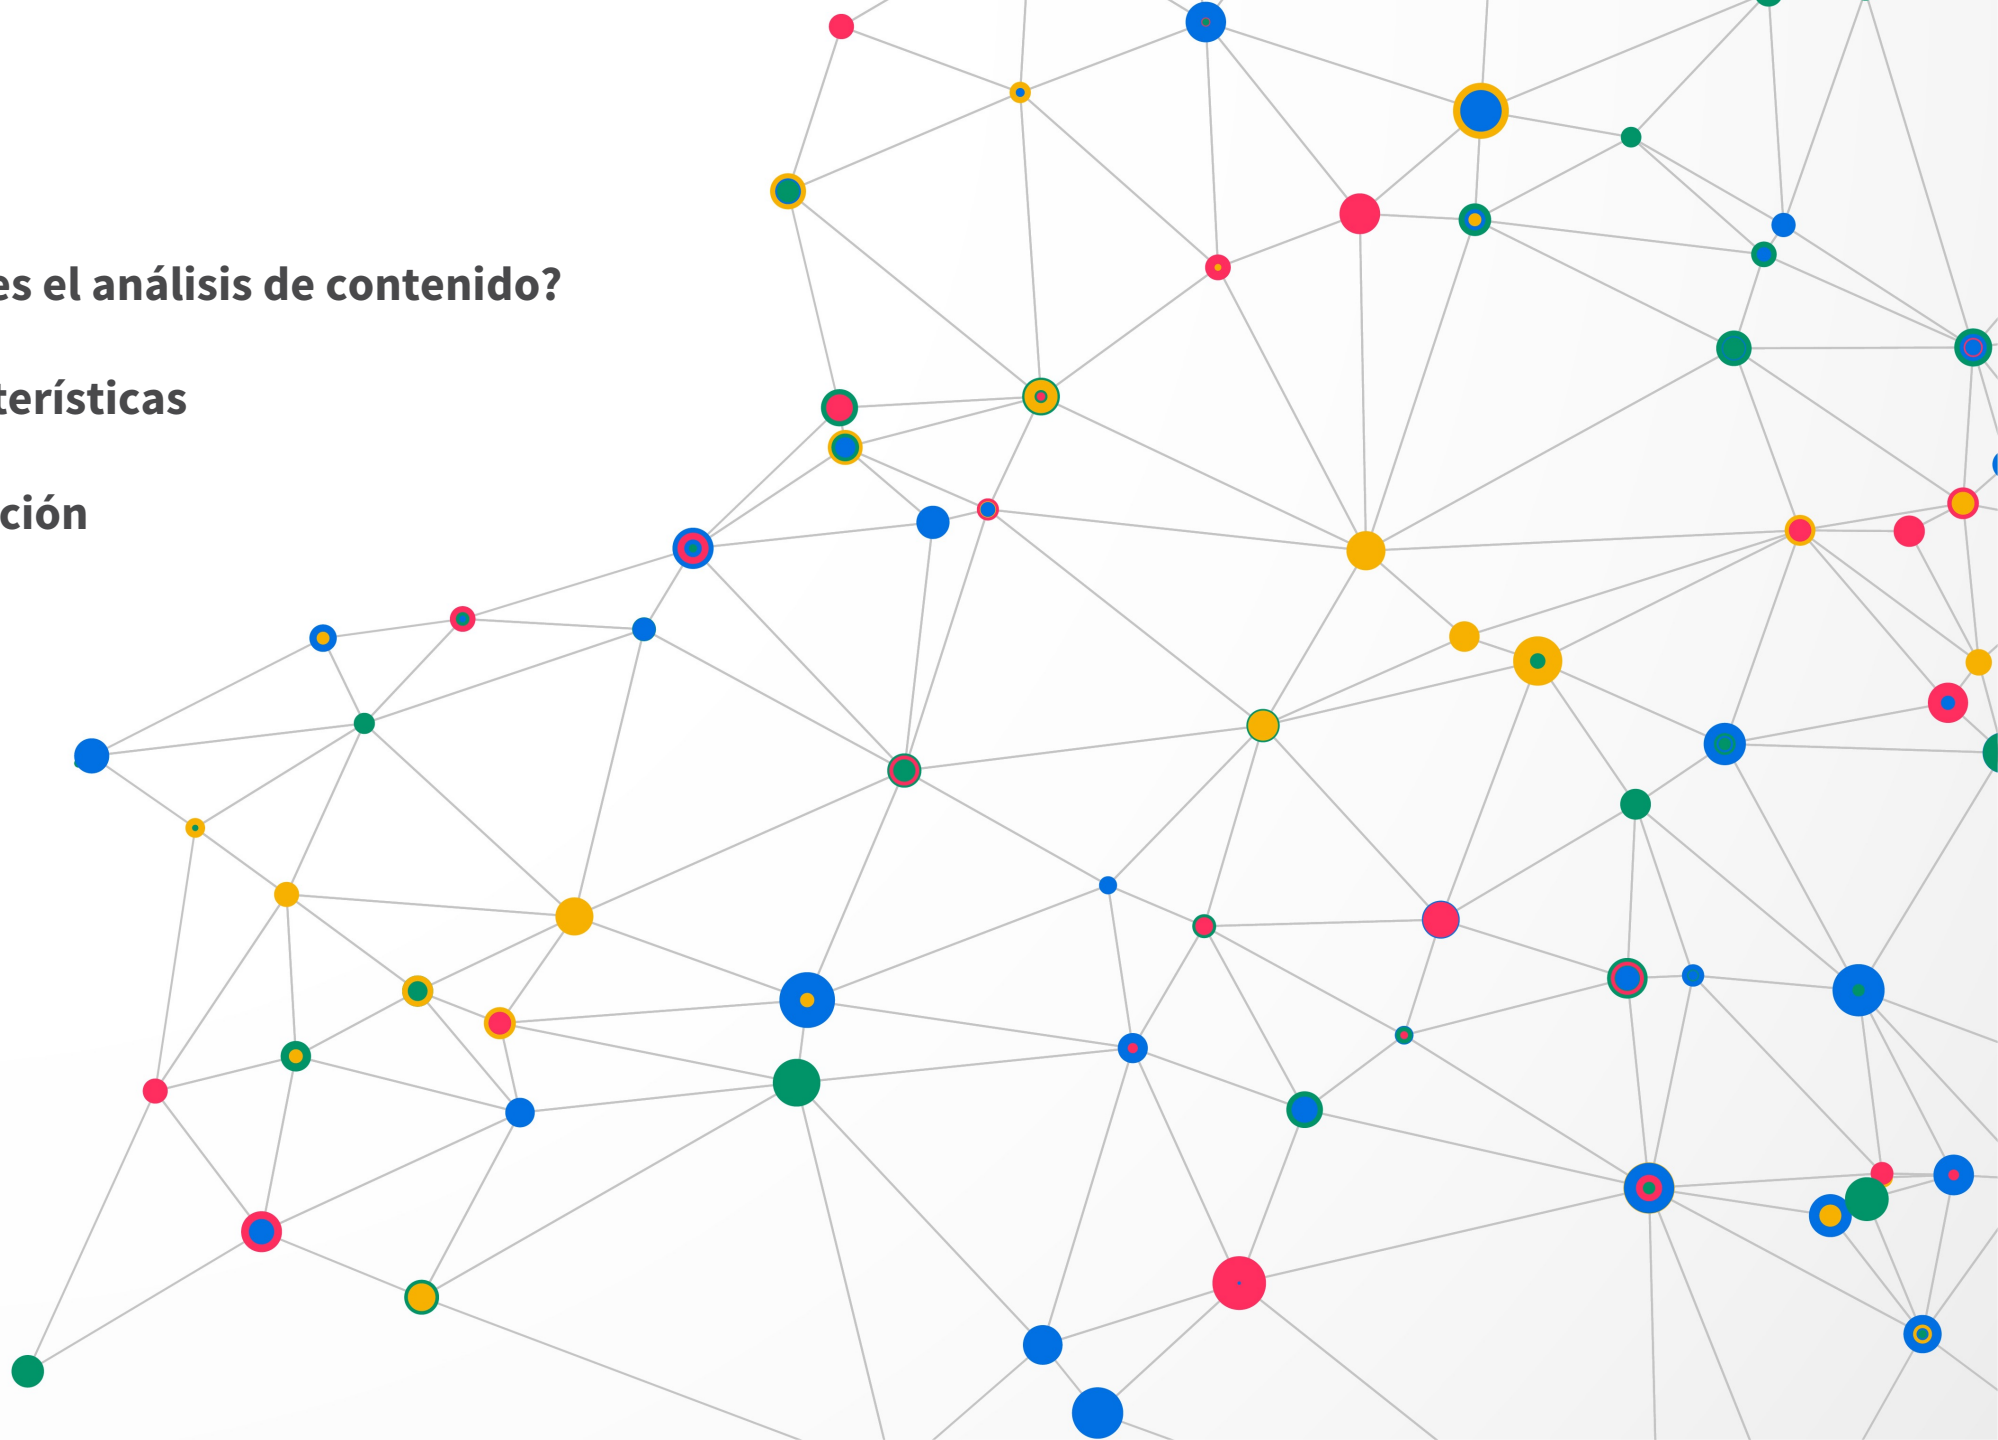 es el análisis de contenido?
terísticas
ción